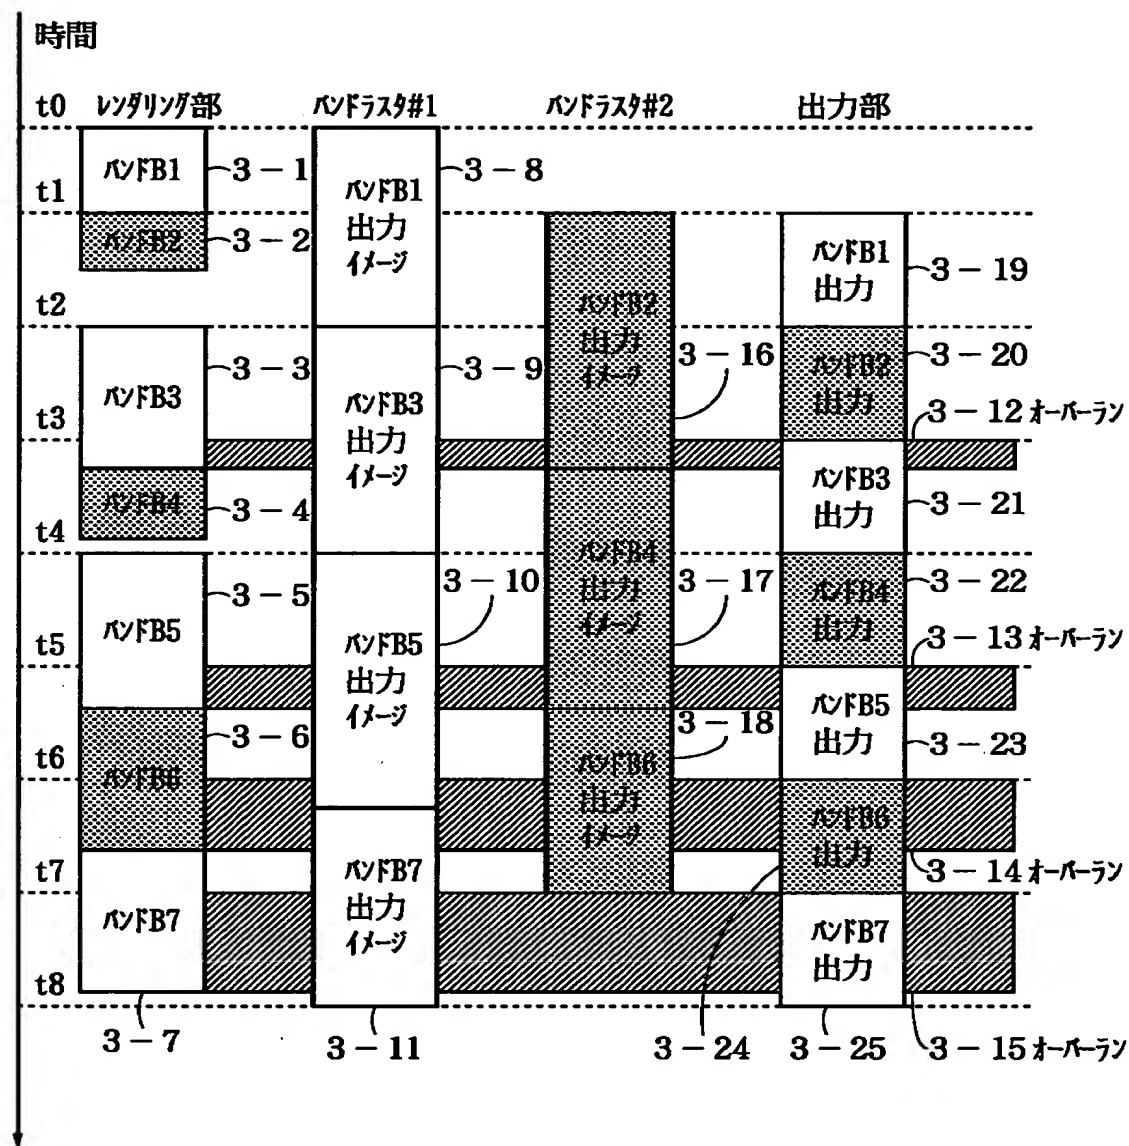 時間
t0 レンダリング部 バンドラスタ#1 バンドラスタ#2 出力部
バンドB1
3-1
3-8
t1
バンドB1
出力
イメージ
バンドB2
3-2
バンドB1
出力
3-19
t2
バンドB2
出力
イメージ
バンドB3
3-3
3-9
3-16
バンドB2
出力
3-20
t3
バンドB3
出力
イメージ
3-12 オーバーラン
バンドB4
3-4
バンドB3
出力
3-21
t4
バンドB4
出力
イメージ
バンドB5
3-5
3-10
3-17
バンドB4
出力
3-22
t5
バンドB5
出力
イメージ
3-13 オーバーラン
バンドB6
3-6
3-18
バンドB5
出力
3-23
t6
バンドB6
出力
イメージ
バンドB6
出力
t7
バンドB7
出力
イメージ
3-14 オーバーラン
バンドB7
バンドB7
出力
t8
3-7
3-11
3-24
3-25
3-15 オーバーラン